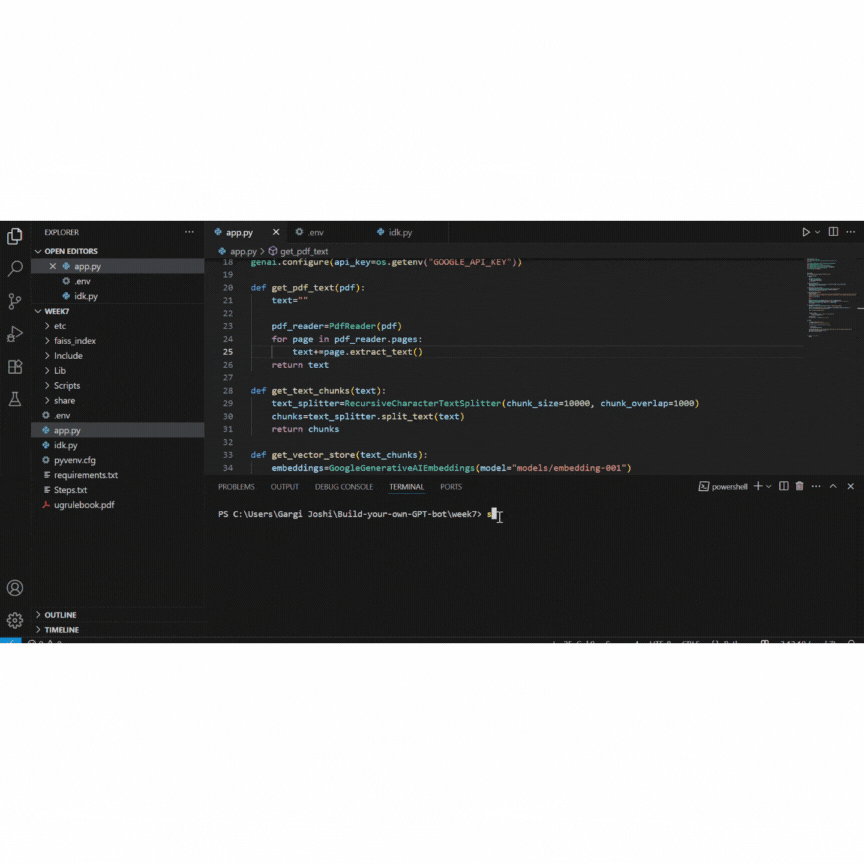 EXPLORER
OPEN EDITORS
app.py
.env
idk.py
WEEK7
etc
faiss_index
Include
Lib
Scripts
share
.env
app.py
idk.py
pyvenv.cfg
requirements.txt
Steps.txt
ugrulebook.pdf
OUTLINE
TIMELINE
app.py .env idk.py
app.py > get_pdf_text
18 genai.configure(api_key=os.getenv("GOOGLE_API_KEY"))
19
20 def get_pdf_text(pdf):
21 text=""
22
23 pdf_reader=PdfReader(pdf)
24 for page in pdf_reader.pages:
25 text+=page.extract_text()
26 return text
27
28 def get_text_chunks(text):
29 text_splitter=RecursiveCharacterTextSplitter(chunk_size=10000, chunk_overlap=1000)
30 chunks=text_splitter.split_text(text)
31 return chunks
32
33 def get_vector_store(text_chunks):
34 embeddings=GoogleGenerativeAIEmbeddings(model="models/embedding-001")
PROBLEMS OUTPUT DEBUG CONSOLE TERMINAL PORTS powershell
PS C:\Users\Gargi Joshi\Build-your-own-GPT-bot\week7> s